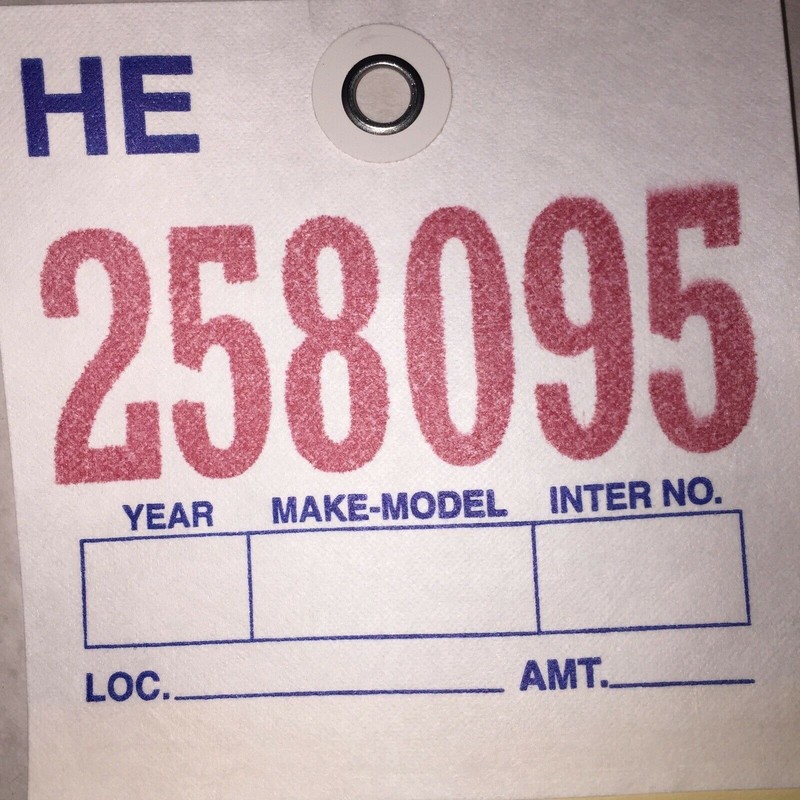 HE
258095
YEAR MAKE-MODEL INTER NO.
LOC. AMT.